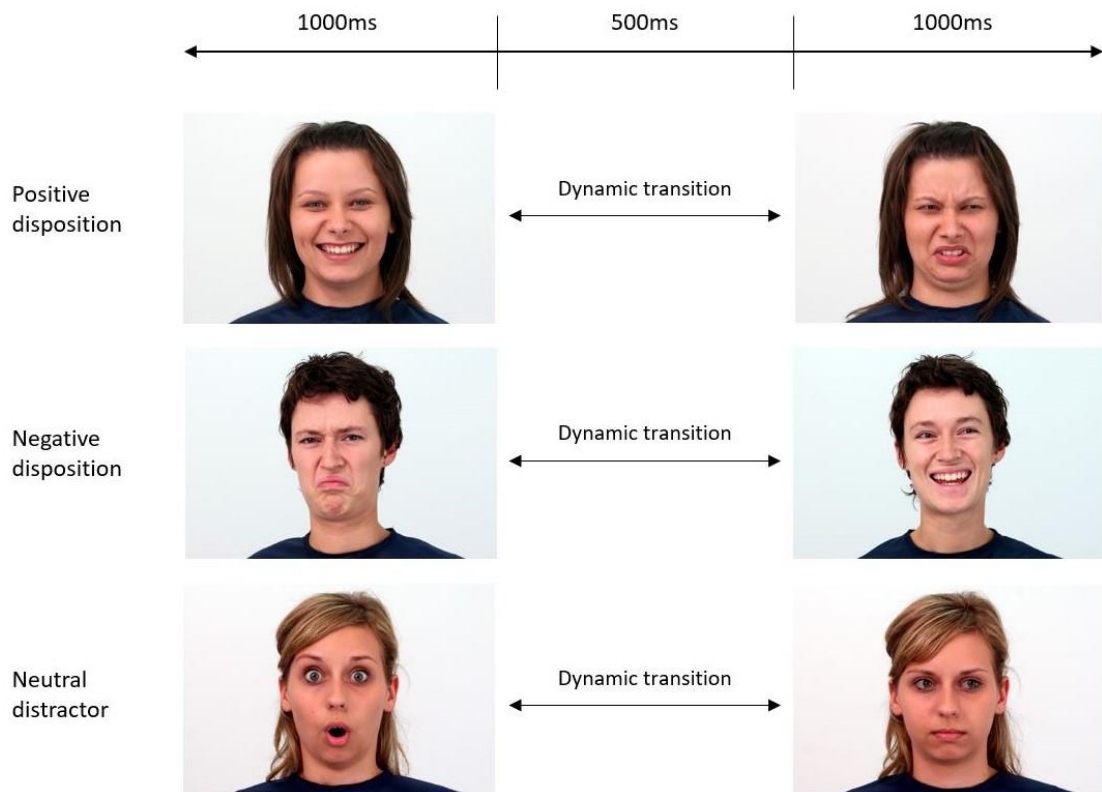 1000ms
500ms
1000ms
Positive
disposition
Dynamic transition
Negative
disposition
Dynamic transition
Neutral
distractor
Dynamic transition